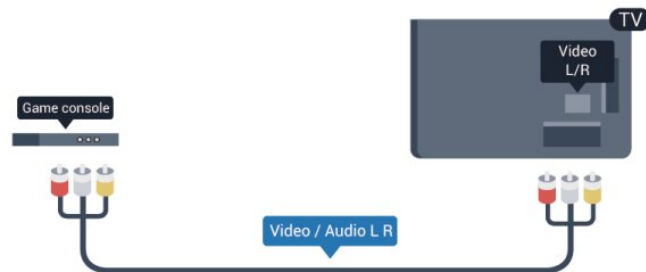 TV
Video
L/R
Game console
Video / Audio L R